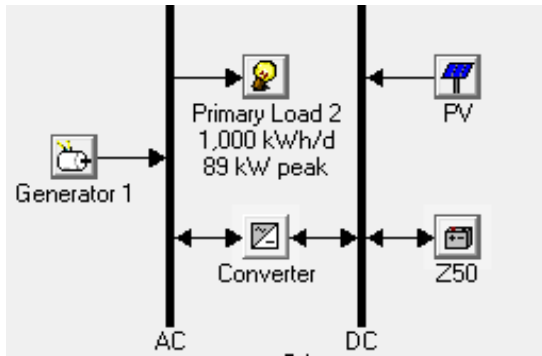 Primary Load 2
1,000 kWh/d
89 kW peak
PV
Generator 1
Converter
Z50
AC
DC